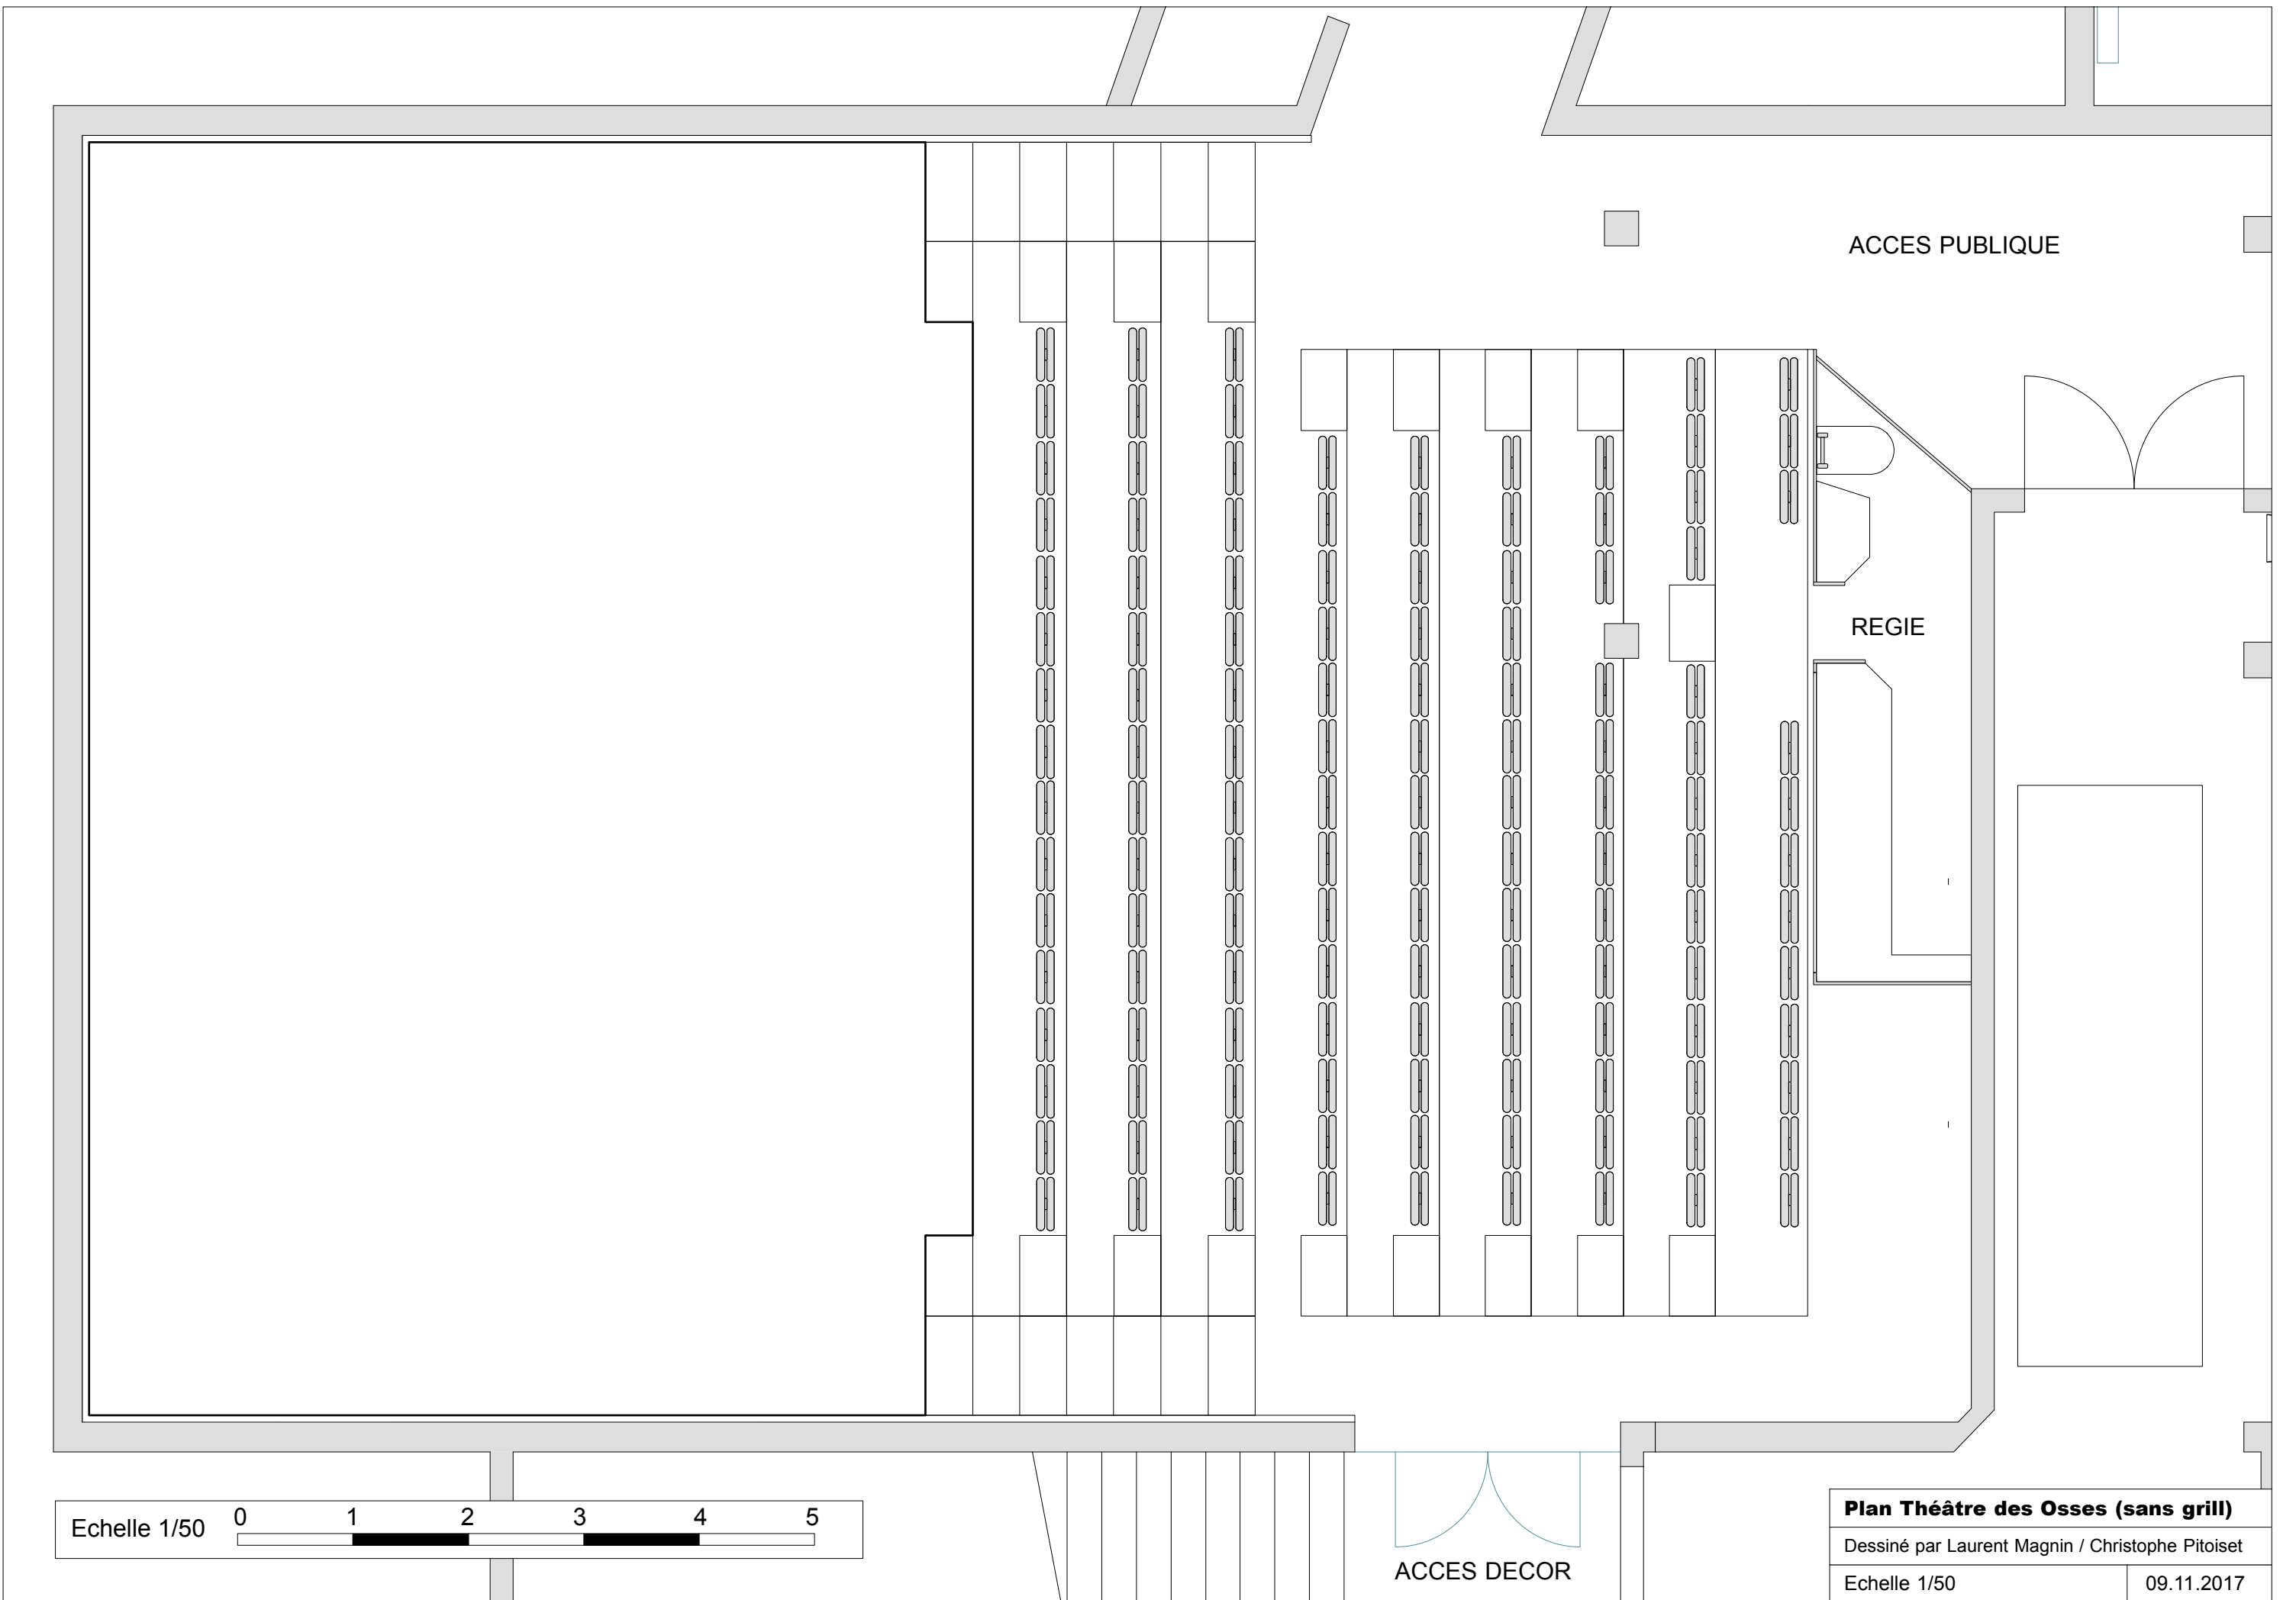 ACCES PUBLIQUE
REGIE
Echelle 1/50 0 1 2 3 4 5
ACCES DECOR
Plan Théâtre des Osses (sans grill)
Dessiné par Laurent Magnin / Christophe Pitoiset
Echelle 1/50 09.11.2017